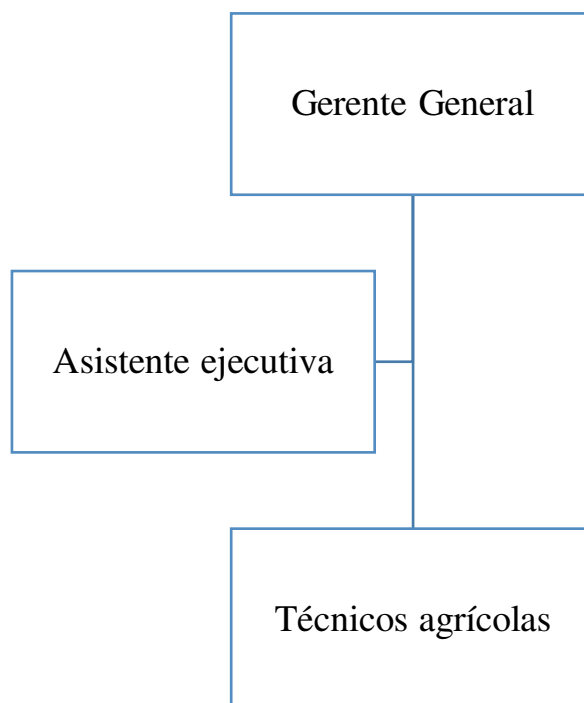 Gerente General
Asistente ejecutiva
Técnicos agrícolas